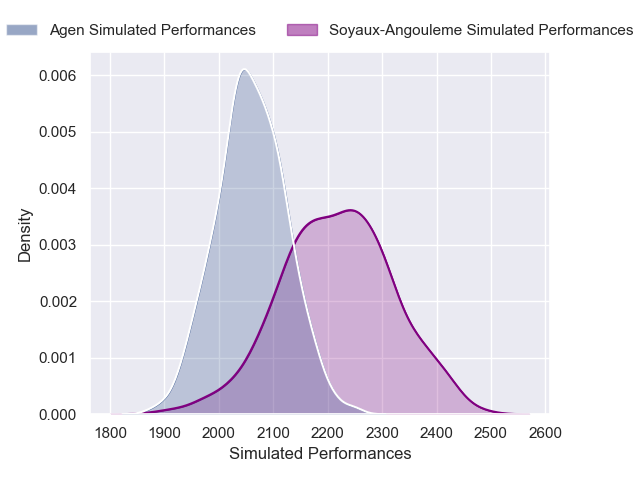 Agen Simulated Performances
Soyaux-Angouleme Simulated Performances
0.006
0.005
0.004
0.003
0.002
0.001
0.000
Density
1800 1900 2000 2100 2200 2300 2400 2500 2600
Simulated Performances